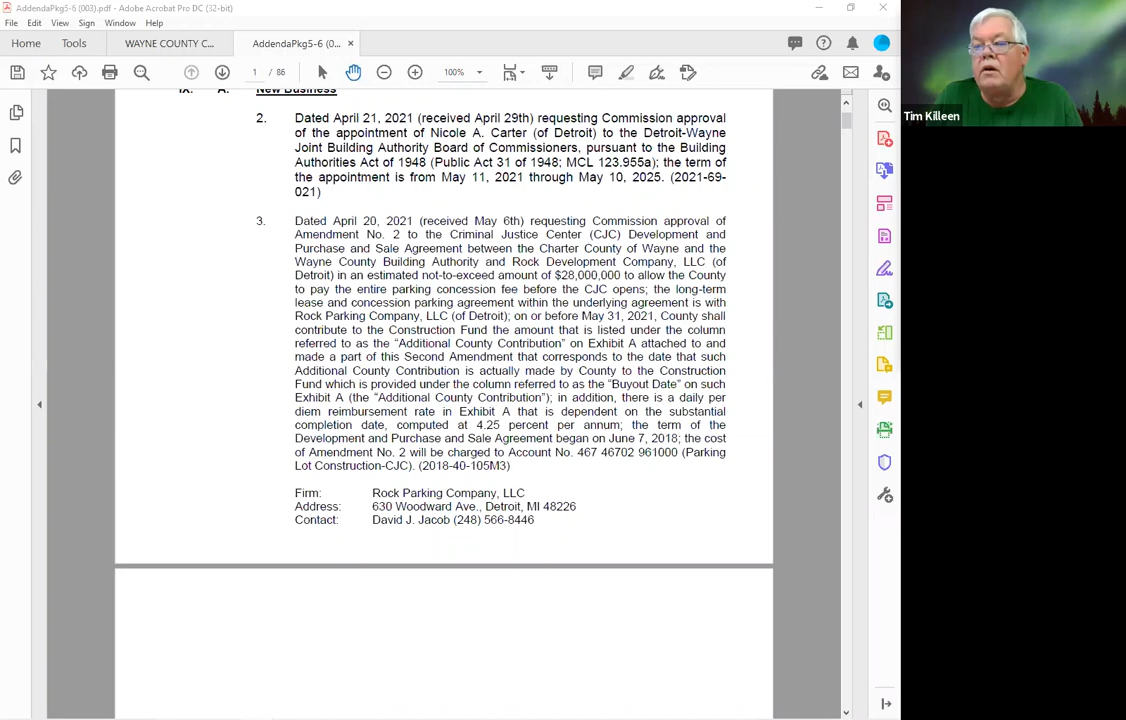 AddendaPkg5-6 (003).pdf - Adobe Acrobat Pro DC (32-bit)
File Edit View Sign Window Help
Home Tools WAYNE COUNTY C... AddendaPkg5-6 (0... ×
1 / 86 100%
IX. A. New Business
2. Dated April 21, 2021 (received April 29th) requesting Commission approval
of the appointment of Nicole A. Carter (of Detroit) to the Detroit-Wayne
Joint Building Authority Board of Commissioners, pursuant to the Building
Authorities Act of 1948 (Public Act 31 of 1948; MCL 123.955a); the term of
the appointment is from May 11, 2021 through May 10, 2025. (2021-69-
021)
3. Dated April 20, 2021 (received May 6th) requesting Commission approval of
Amendment No. 2 to the Criminal Justice Center (CJC) Development and
Purchase and Sale Agreement between the Charter County of Wayne and the
Wayne County Building Authority and Rock Development Company, LLC (of
Detroit) in an estimated not-to-exceed amount of $28,000,000 to allow the County
to pay the entire parking concession fee before the CJC opens; the long-term
lease and concession parking agreement within the underlying agreement is with
Rock Parking Company, LLC (of Detroit); on or before May 31, 2021, County shall
contribute to the Construction Fund the amount that is listed under the column
referred to as the “Additional County Contribution” on Exhibit A attached to and
made a part of this Second Amendment that corresponds to the date that such
Additional County Contribution is actually made by County to the Construction
Fund which is provided under the column referred to as the “Buyout Date” on such
Exhibit A (the “Additional County Contribution”); in addition, there is a daily per
diem reimbursement rate in Exhibit A that is dependent on the substantial
completion date, computed at 4.25 percent per annum; the term of the
Development and Purchase and Sale Agreement began on June 7, 2018; the cost
of Amendment No. 2 will be charged to Account No. 467 46702 961000 (Parking
Lot Construction-CJC). (2018-40-105M3)
Firm: Rock Parking Company, LLC
Address: 630 Woodward Ave., Detroit, MI 48226
Contact: David J. Jacob (248) 566-8446
Tim Killeen